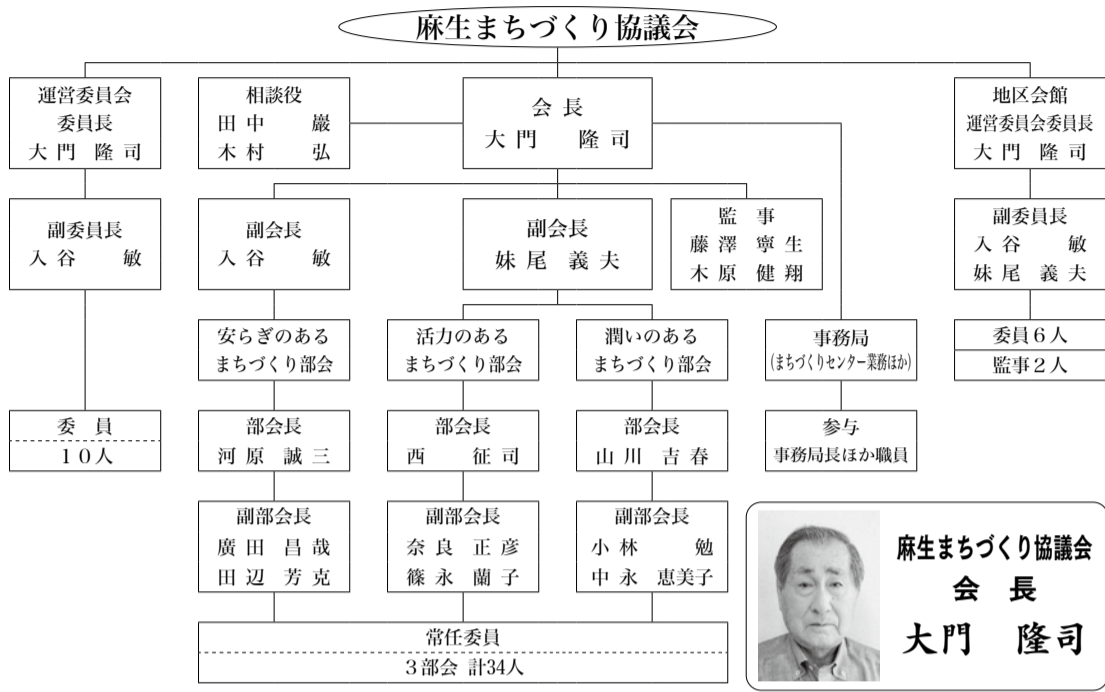 麻生まちづくり協議会
運営委員会
委員長
大門 隆司
相談役
田中 巌
木村 弘
会長
大門 隆司
地区会館
運営委員会委員長
大門 隆司
副委員長
入谷 敏
副会長
入谷 敏
副会長
妹尾 義夫
監事
藤澤 寧生
木原 健翔
副委員長
入谷 敏
妹尾 義夫
安らぎのある
まちづくり部会
活力のある
まちづくり部会
潤いのある
まちづくり部会
事務局
(まちづくりセンター業務ほか)
委員6人
監事2人
委員
10人
部会長
河原 誠三
部会長
西 征司
部会長
山川 吉春
参与
事務局長ほか職員
副部会長
廣田 昌哉
田辺 芳克
副部会長
奈良 正彦
篠永 蘭子
副部会長
小林 勉
中永 恵美子
常任委員
3部会 計34人
麻生まちづくり協議会
会長
大門 隆司